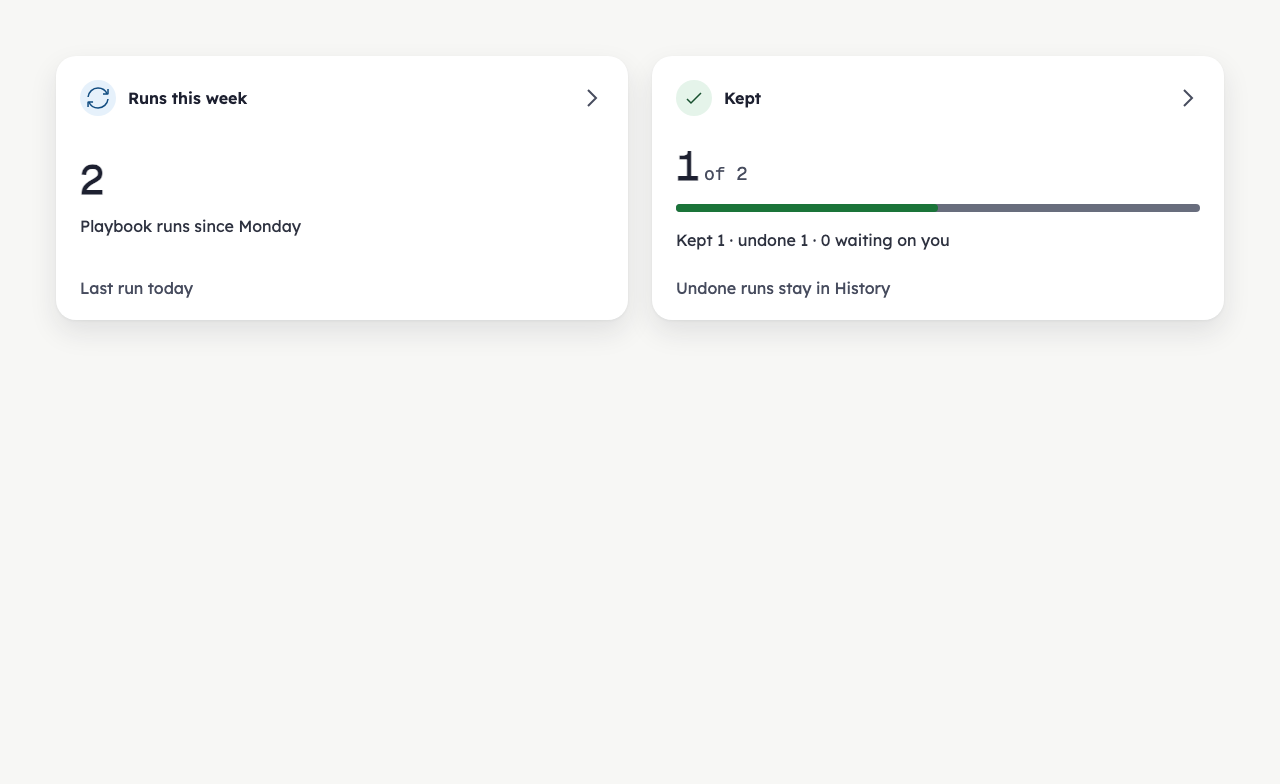 Runs this week
2
Playbook runs since Monday
Last run today
Kept
1 of 2
Kept 1 · undone 1 · 0 waiting on you
Undone runs stay in History